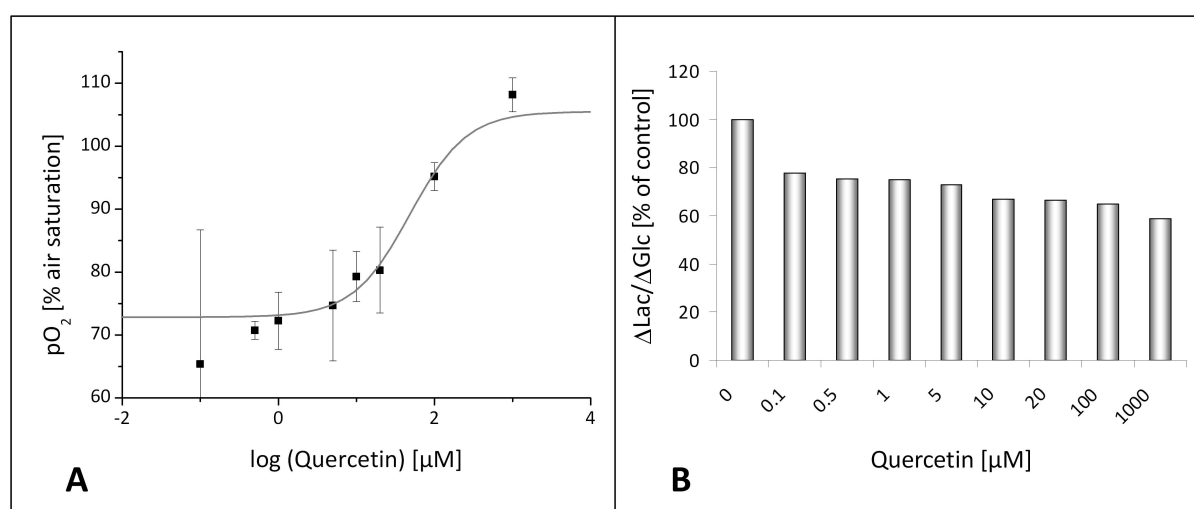 110
100
90
80
70
60
pO2 [% air saturation]
-2 0 2 4
log (Quercetin) [µM]
A
120
100
80
60
40
20
0
ΔLac/ΔGlc [% of control]
0 0.1 0.5 1 5 10 20 100 1000
Quercetin [µM]
B